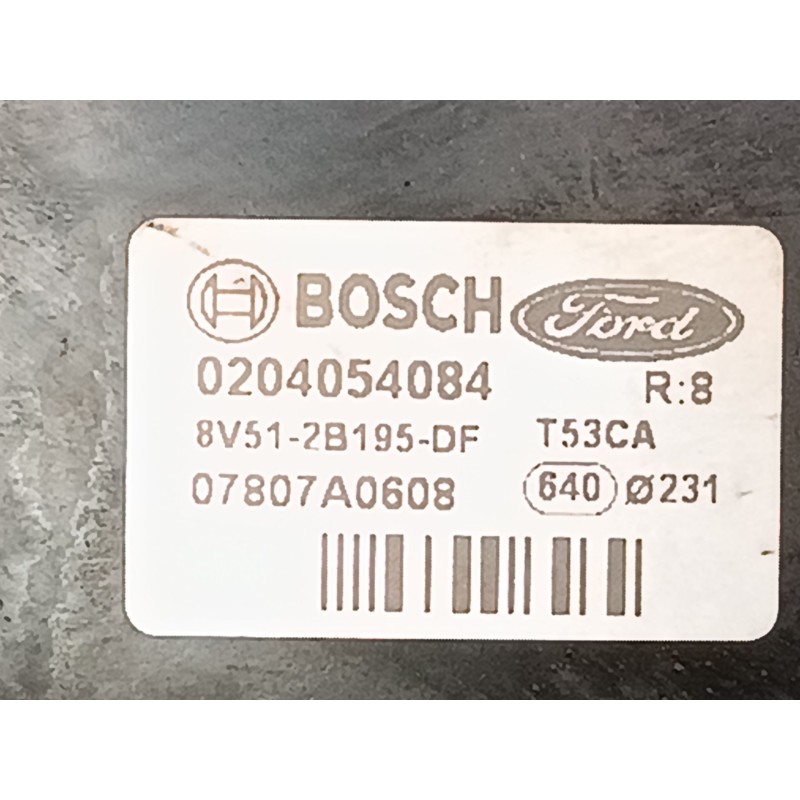 BOSCH Ford
0204054084 R:8
8V51-2B195-DF T53CA
07807A0608 640 Ø231